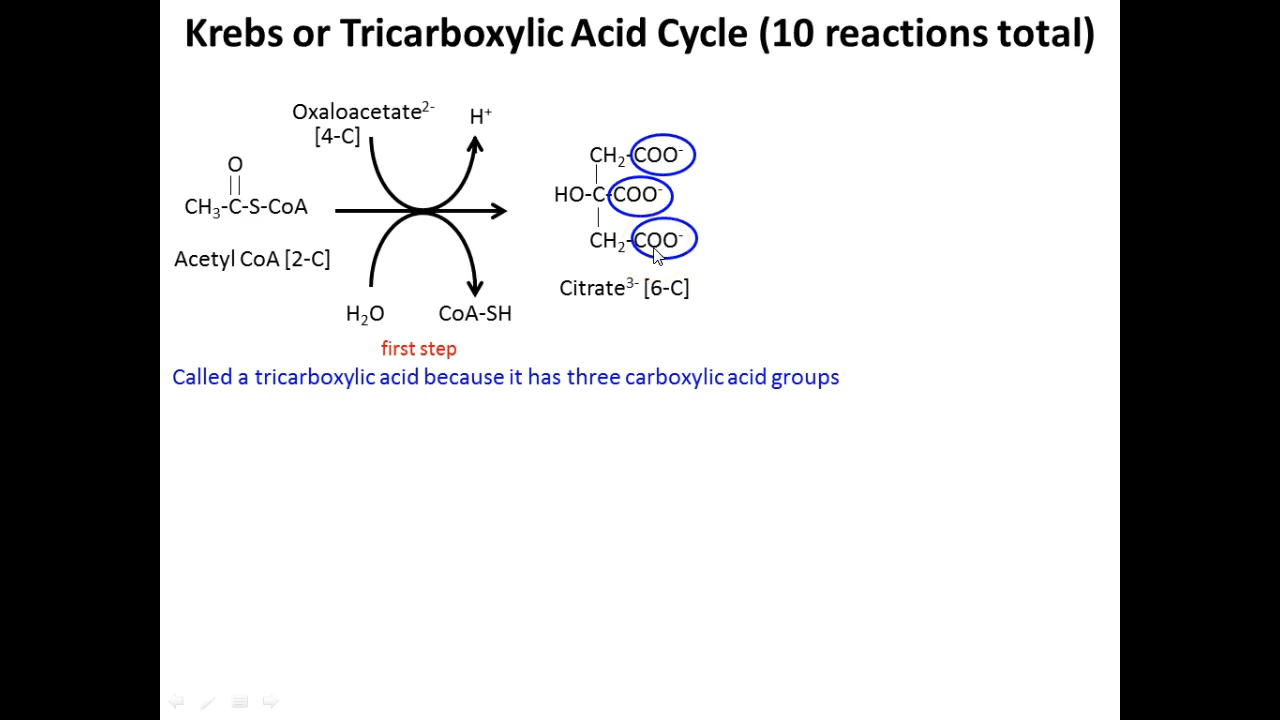 Krebs or Tricarboxylic Acid Cycle (10 reactions total)
Oxaloacetate²⁻
[4-C]
H⁺
O
CH₃-C-S-CoA
Acetyl CoA [2-C]
H₂O
CoA-SH
first step
CH₂-COO⁻
HO-C-COO⁻
CH₂-COO⁻
Citrate³⁻ [6-C]
Called a tricarboxylic acid because it has three carboxylic acid groups